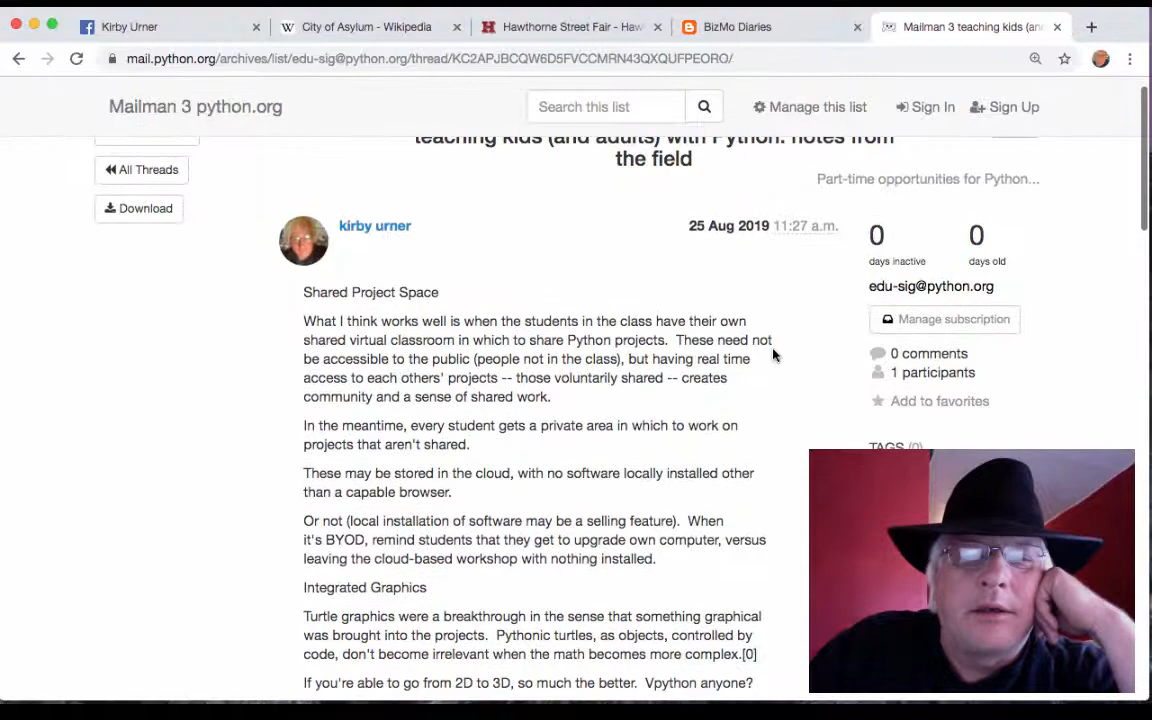 Kirby Urner
City of Asylum - Wikipedia
Hawthorne Street Fair - Haw
BizMo Diaries
Mailman 3 teaching kids (an
mail.python.org/archives/list/edu-sig@python.org/thread/KC2APJBCQW6D5FVCCMRN43QXQUFPEORO/
Mailman 3 python.org
Search this list
Manage this list
Sign In
Sign Up
teaching kids (and adults) with Python: notes from
the field
All Threads
Download
Part-time opportunities for Python...
kirby urner
25 Aug 2019 11:27 a.m.
0
0
days inactive
days old
edu-sig@python.org
Manage subscription
0 comments
1 participants
Add to favorites
TAGS (0)
Shared Project Space
What I think works well is when the students in the class have their own
shared virtual classroom in which to share Python projects.  These need not
be accessible to the public (people not in the class), but having real time
access to each others' projects -- those voluntarily shared -- creates
community and a sense of shared work.
In the meantime, every student gets a private area in which to work on
projects that aren't shared.
These may be stored in the cloud, with no software locally installed other
than a capable browser.
Or not (local installation of software may be a selling feature).  When
it's BYOD, remind students that they get to upgrade own computer, versus
leaving the cloud-based workshop with nothing installed.
Integrated Graphics
Turtle graphics were a breakthrough in the sense that something graphical
was brought into the projects.  Pythonic turtles, as objects, controlled by
code, don't become irrelevant when the math becomes more complex.[0]
If you're able to go from 2D to 3D, so much the better.  Vpython anyone?